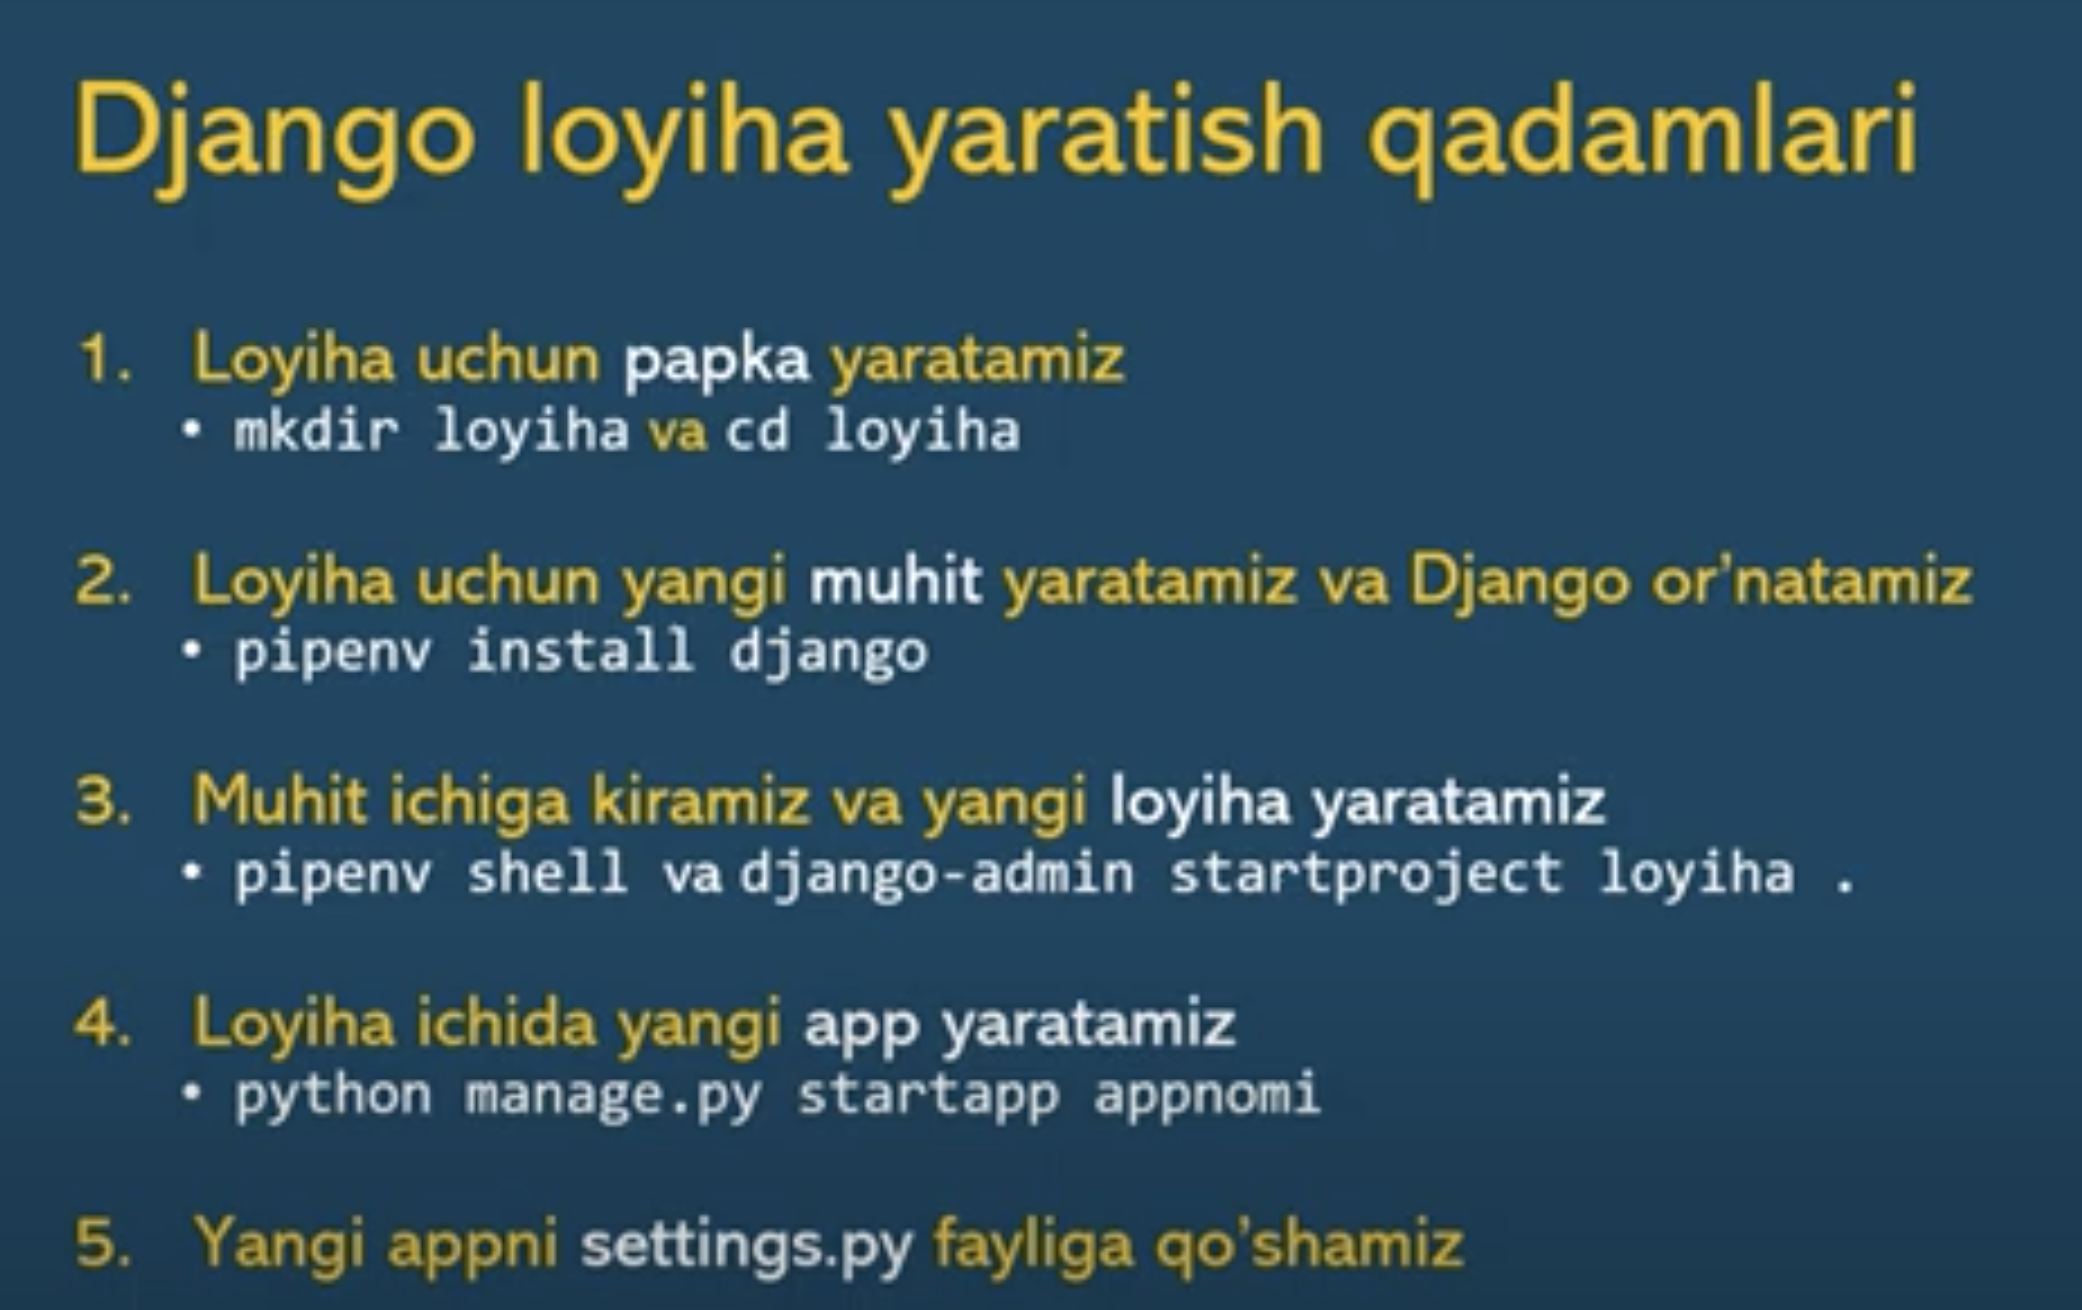 Django loyiha yaratish qadamlari
1. Loyiha uchun papka yaratamiz
• mkdir loyiha va cd loyiha
2. Loyiha uchun yangi muhit yaratamiz va Django or’natamiz
• pipenv install django
3. Muhit ichiga kiramiz va yangi loyiha yaratamiz
• pipenv shell va django-admin startproject loyiha .
4. Loyiha ichida yangi app yaratamiz
• python manage.py startapp appnomi
5. Yangi appni settings.py fayliga qo’shamiz